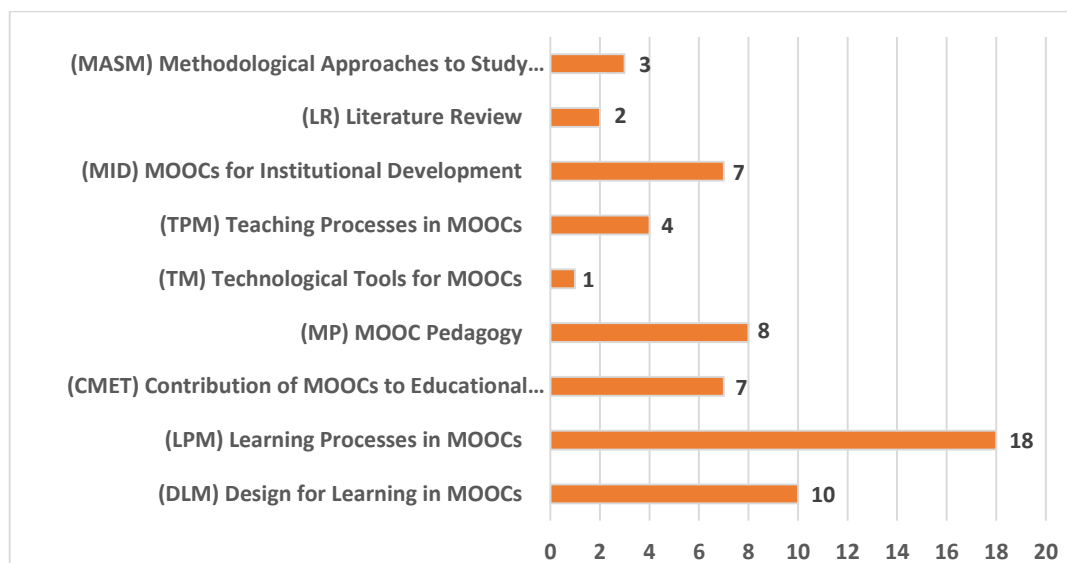 (MASM) Methodological Approaches to Study… 3
(LR) Literature Review 2
(MID) MOOCs for Institutional Development 7
(TPM) Teaching Processes in MOOCs 4
(TM) Technological Tools for MOOCs 1
(MP) MOOC Pedagogy 8
(CMET) Contribution of MOOCs to Educational… 7
(LPM) Learning Processes in MOOCs 18
(DLM) Design for Learning in MOOCs 10
0 2 4 6 8 10 12 14 16 18 20